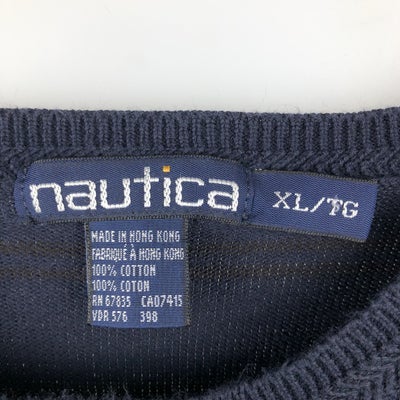 nautica
XL/TG
MADE IN HONG KONG
FABRIQUÉ À HONG KONG
100% COTTON
100% COTON
RN 67835 CA07415
VDR 576 398